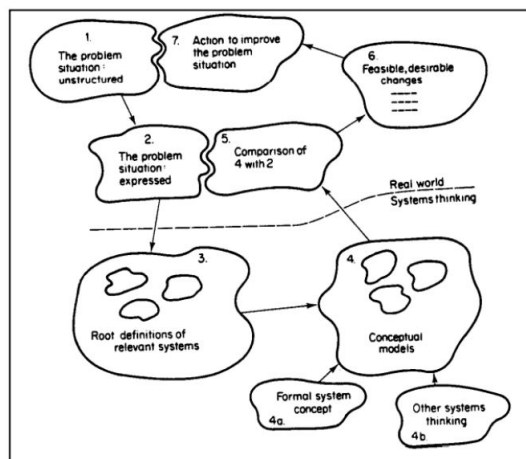 1.
The problem
situation:
unstructured
7.
Action to improve
the problem
situation
6.
Feasible, desirable
changes
2.
The problem
situation:
expressed
5.
Comparison of
4 with 2
Real world
Systems thinking
3.
Root definitions of
relevant systems
4.
Conceptual
models
Formal system
concept
4a.
Other systems
thinking
4b